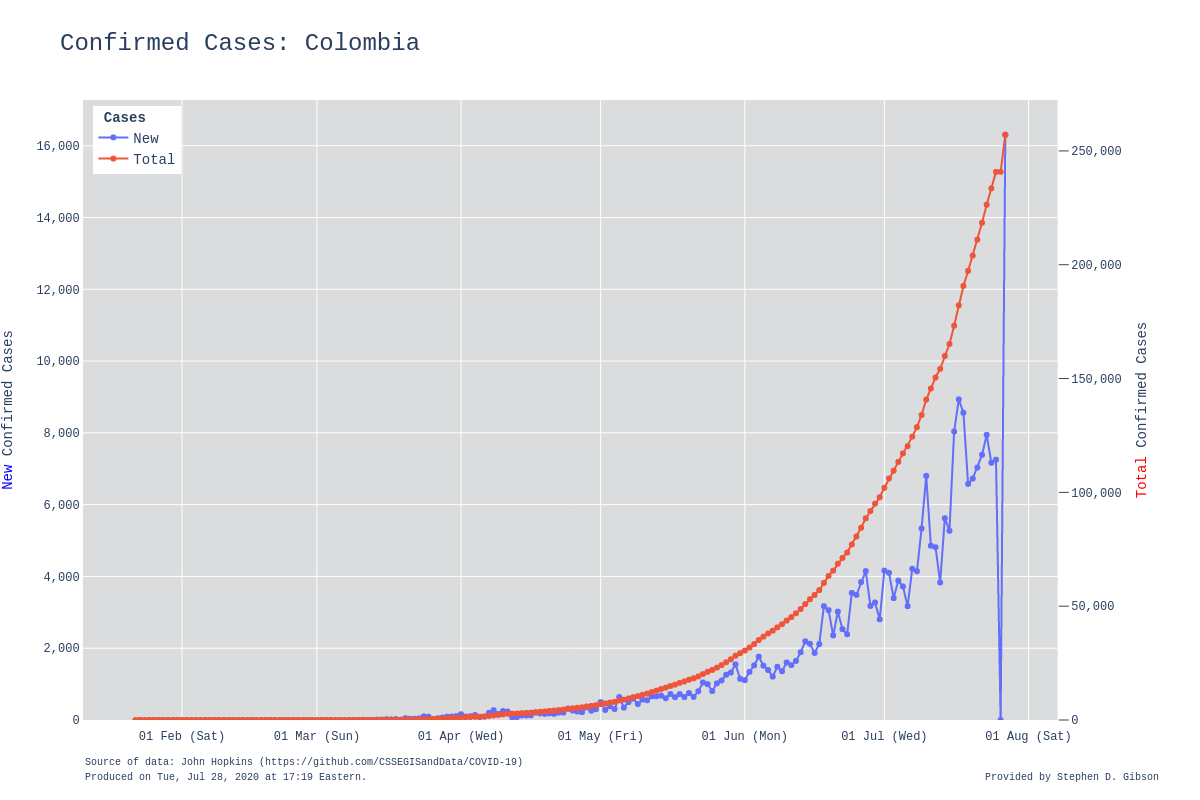 Confirmed Cases: Colombia
Cases
New
Total
16,000
14,000
12,000
10,000
8,000
6,000
4,000
2,000
0
New Confirmed Cases
250,000
200,000
150,000
100,000
50,000
0
Total Confirmed Cases
01 Feb (Sat) 01 Mar (Sun) 01 Apr (Wed) 01 May (Fri) 01 Jun (Mon) 01 Jul (Wed) 01 Aug (Sat)
Source of data: John Hopkins (https://github.com/CSSEGISandData/COVID-19)
Produced on Tue, Jul 28, 2020 at 17:19 Eastern.
Provided by Stephen D. Gibson